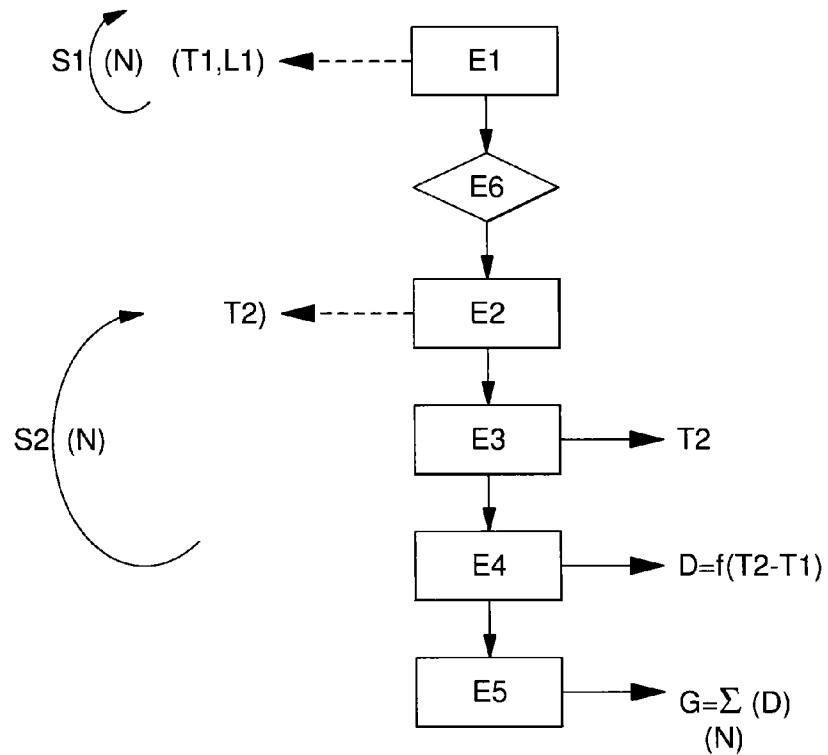 S1 (N) (T1,L1) E1
E6
T2) E2
S2 (N) E3 T2
E4 D=f(T2-T1)
E5 G=Σ (D)
(N)